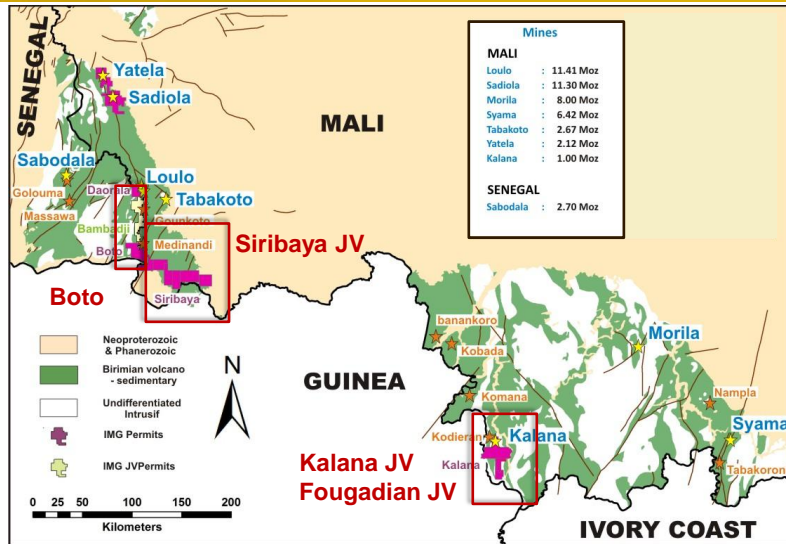 Mines
MALI
Loulo : 11.41 Moz
Sadiola : 11.30 Moz
Morila : 8.00 Moz
Syama : 6.42 Moz
Tabakoto : 2.67 Moz
Yatela : 2.12 Moz
Kalana : 1.00 Moz
SENEGAL
Sabodala : 2.70 Moz
SENEGAL
Yatela
Sadiola
MALI
Sabodala
Golouma
Massawa
Daorola
Loulo
Tabakoto
Gounkoto
Bambadji
Medinandi
Boto
Siribaya JV
Boto
Siribaya
Neoproterozoic
& Phanerozoic
Birimian volcano
- sedimentary
Undifferentiated
Intrusif
IMG Permits
IMG JVPermits
N
0 25 50 100 150 200
Kilometers
GUINEA
banankoro
Kobada
Komana
Kodieran
Kalana
Kalana
Kalana JV
Fougadian JV
Morila
Nampla
Syama
Tabakoron
IVORY COAST